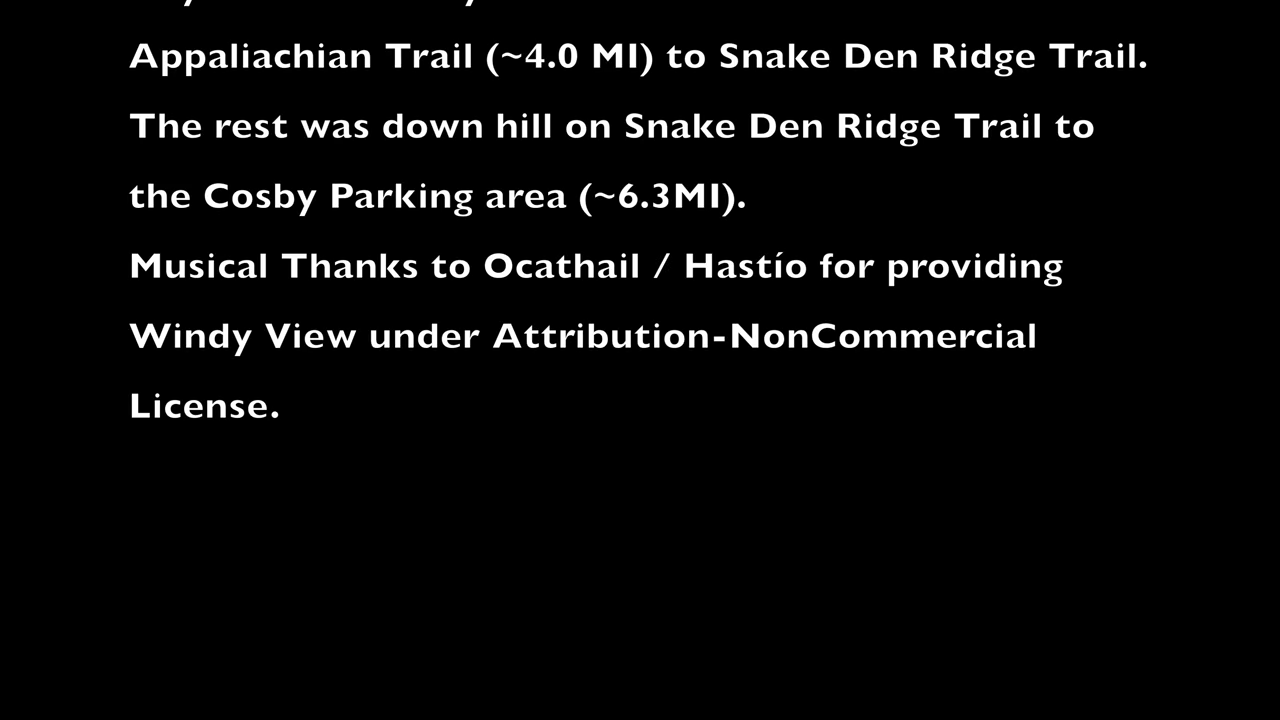 Appaliachian Trail (~4.0 MI) to Snake Den Ridge Trail.
The rest was down hill on Snake Den Ridge Trail to
the Cosby Parking area (~6.3MI).
Musical Thanks to Ocathail / Hastío for providing
Windy View under Attribution-NonCommercial
License.